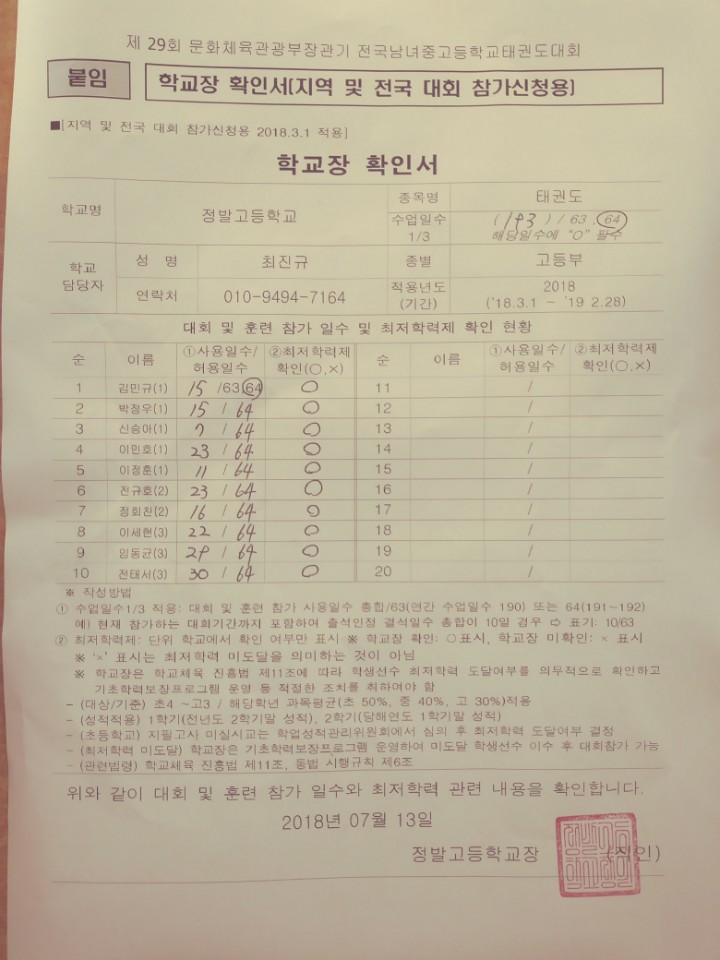 제 29회 문화체육관광부장관기 전국남녀중고등학교태권도대회
붙임 학교장 확인서(지역 및 전국 대회 참가신청용)
■[지역 및 전국 대회 참가신청용 2018.3.1 적용]
학교장 확인서
학교명 정발고등학교 종목명 태권도
수업일수 1/3 (193) / 63 , 64
해당일수에 "O" 필수
학교 담당자 성 명 최진규 종별 고등부
연락처 010-9494-7164 적용년도 (기간) 2018 ('18.3.1 ~ '19 2.28)
대회 및 훈련 참가 일수 및 최저학력제 확인 현황
순 이름 ①사용일수/허용일수 ②최저학력제 확인(○,×) 순 이름 ①사용일수/허용일수 ②최저학력제 확인(○,×)
1 김민규(1) 15 /63,64 ○ 11 /
2 박정우(1) 15 / 64 ○ 12 /
3 신승아(1) 7 / 64 ○ 13 /
4 이민호(1) 23 / 64 ○ 14 /
5 이정훈(1) 11 / 64 ○ 15 /
6 전규호(2) 23 / 64 ○ 16 /
7 정회찬(2) 16 / 64 ○ 17 /
8 이세현(3) 22 / 64 ○ 18 /
9 임동균(3) 29 / 64 ○ 19 /
10 전태서(3) 30 / 64 ○ 20 /
※ 작성방법
① 수업일수1/3 적용: 대회 및 훈련 참가 사용일수 총합/63(연간 수업일수 190) 또는 64(191~192)
예) 현재 참가하는 대회기간까지 포함하여 출석인정 결석일수 총합이 10일 경우 ⇨ 표기: 10/63
② 최저학력제: 단위 학교에서 확인 여부만 표시 ※ 학교장 확인: ○표시, 학교장 미확인: × 표시
※ '×' 표시는 최저학력 미도달을 의미하는 것이 아님
※ 학교장은 학교체육 진흥법 제11조에 따라 학생선수 최저학력 도달여부를 의무적으로 확인하고
기초학력보장프로그램 운영 등 적절한 조치를 취하며야 함
- (대상/기준) 초4 ~고3 / 해당학년 과목평균(초 50%, 중 40%, 고 30%)적용
- (성적적용) 1학기(전년도 2학기말 성적), 2학기(당해연도 1학기말 성적)
- (초등학교) 지필고사 미실시교는 학업성적관리위원회에서 심의 후 최저학력 도달여부 결정
- (최저학력 미도달) 학교장은 기초학력보장프로그램 운영하여 미도달 학생선수 이수 후 대회참가 가능
- (관련법령) 학교체육 진흥법 제11조, 동법 시행규칙 제6조
위와 같이 대회 및 훈련 참가 일수와 최저학력 관련 내용을 확인합니다.
2018년 07월 13일
정발고등학교장 (직인)